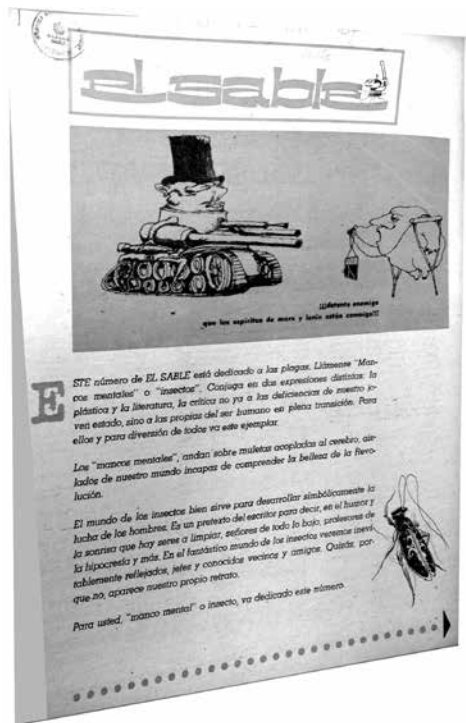 el sable
¡¡¡detente enemigo
que los espíritus de marx y lenin están conmigo!!!
ESTE número de EL SABLE está dedicado a las plagas. Llámense "Man-
cos mentales" o "insectos". Conjuga en dos expresiones distintas: la
plástica y la literatura, la crítica no ya a las deficiencias de nuestro jo-
ven estado, sino a las propias del ser humano en plena transición. Para
ellos y para diversión de todos va este ejemplar.
Los "mancos mentales", andan sobre muletas acopladas al cerebro, ais-
lados de nuestro mundo incapas de comprender la belleza de la Revo-
lución.
El mundo de los insectos bien sirve para desarrollar simbólicamente la
lucha de los hombres. Es un pretexto del escritor para decir, en el humor y
la sonrisa que hay seres a limpiar, señores de todo lo bajo, profesores de
la hipocresía y más. En el fantástico mundo de los insectos veremos inevi
tablemente reflejados, jefes y conocidos vecinos y amigos. Quizás, por-
que no, aparece nuestro propio retrato.
Para usted, "manco mental" o insecto, va dedicado este número.